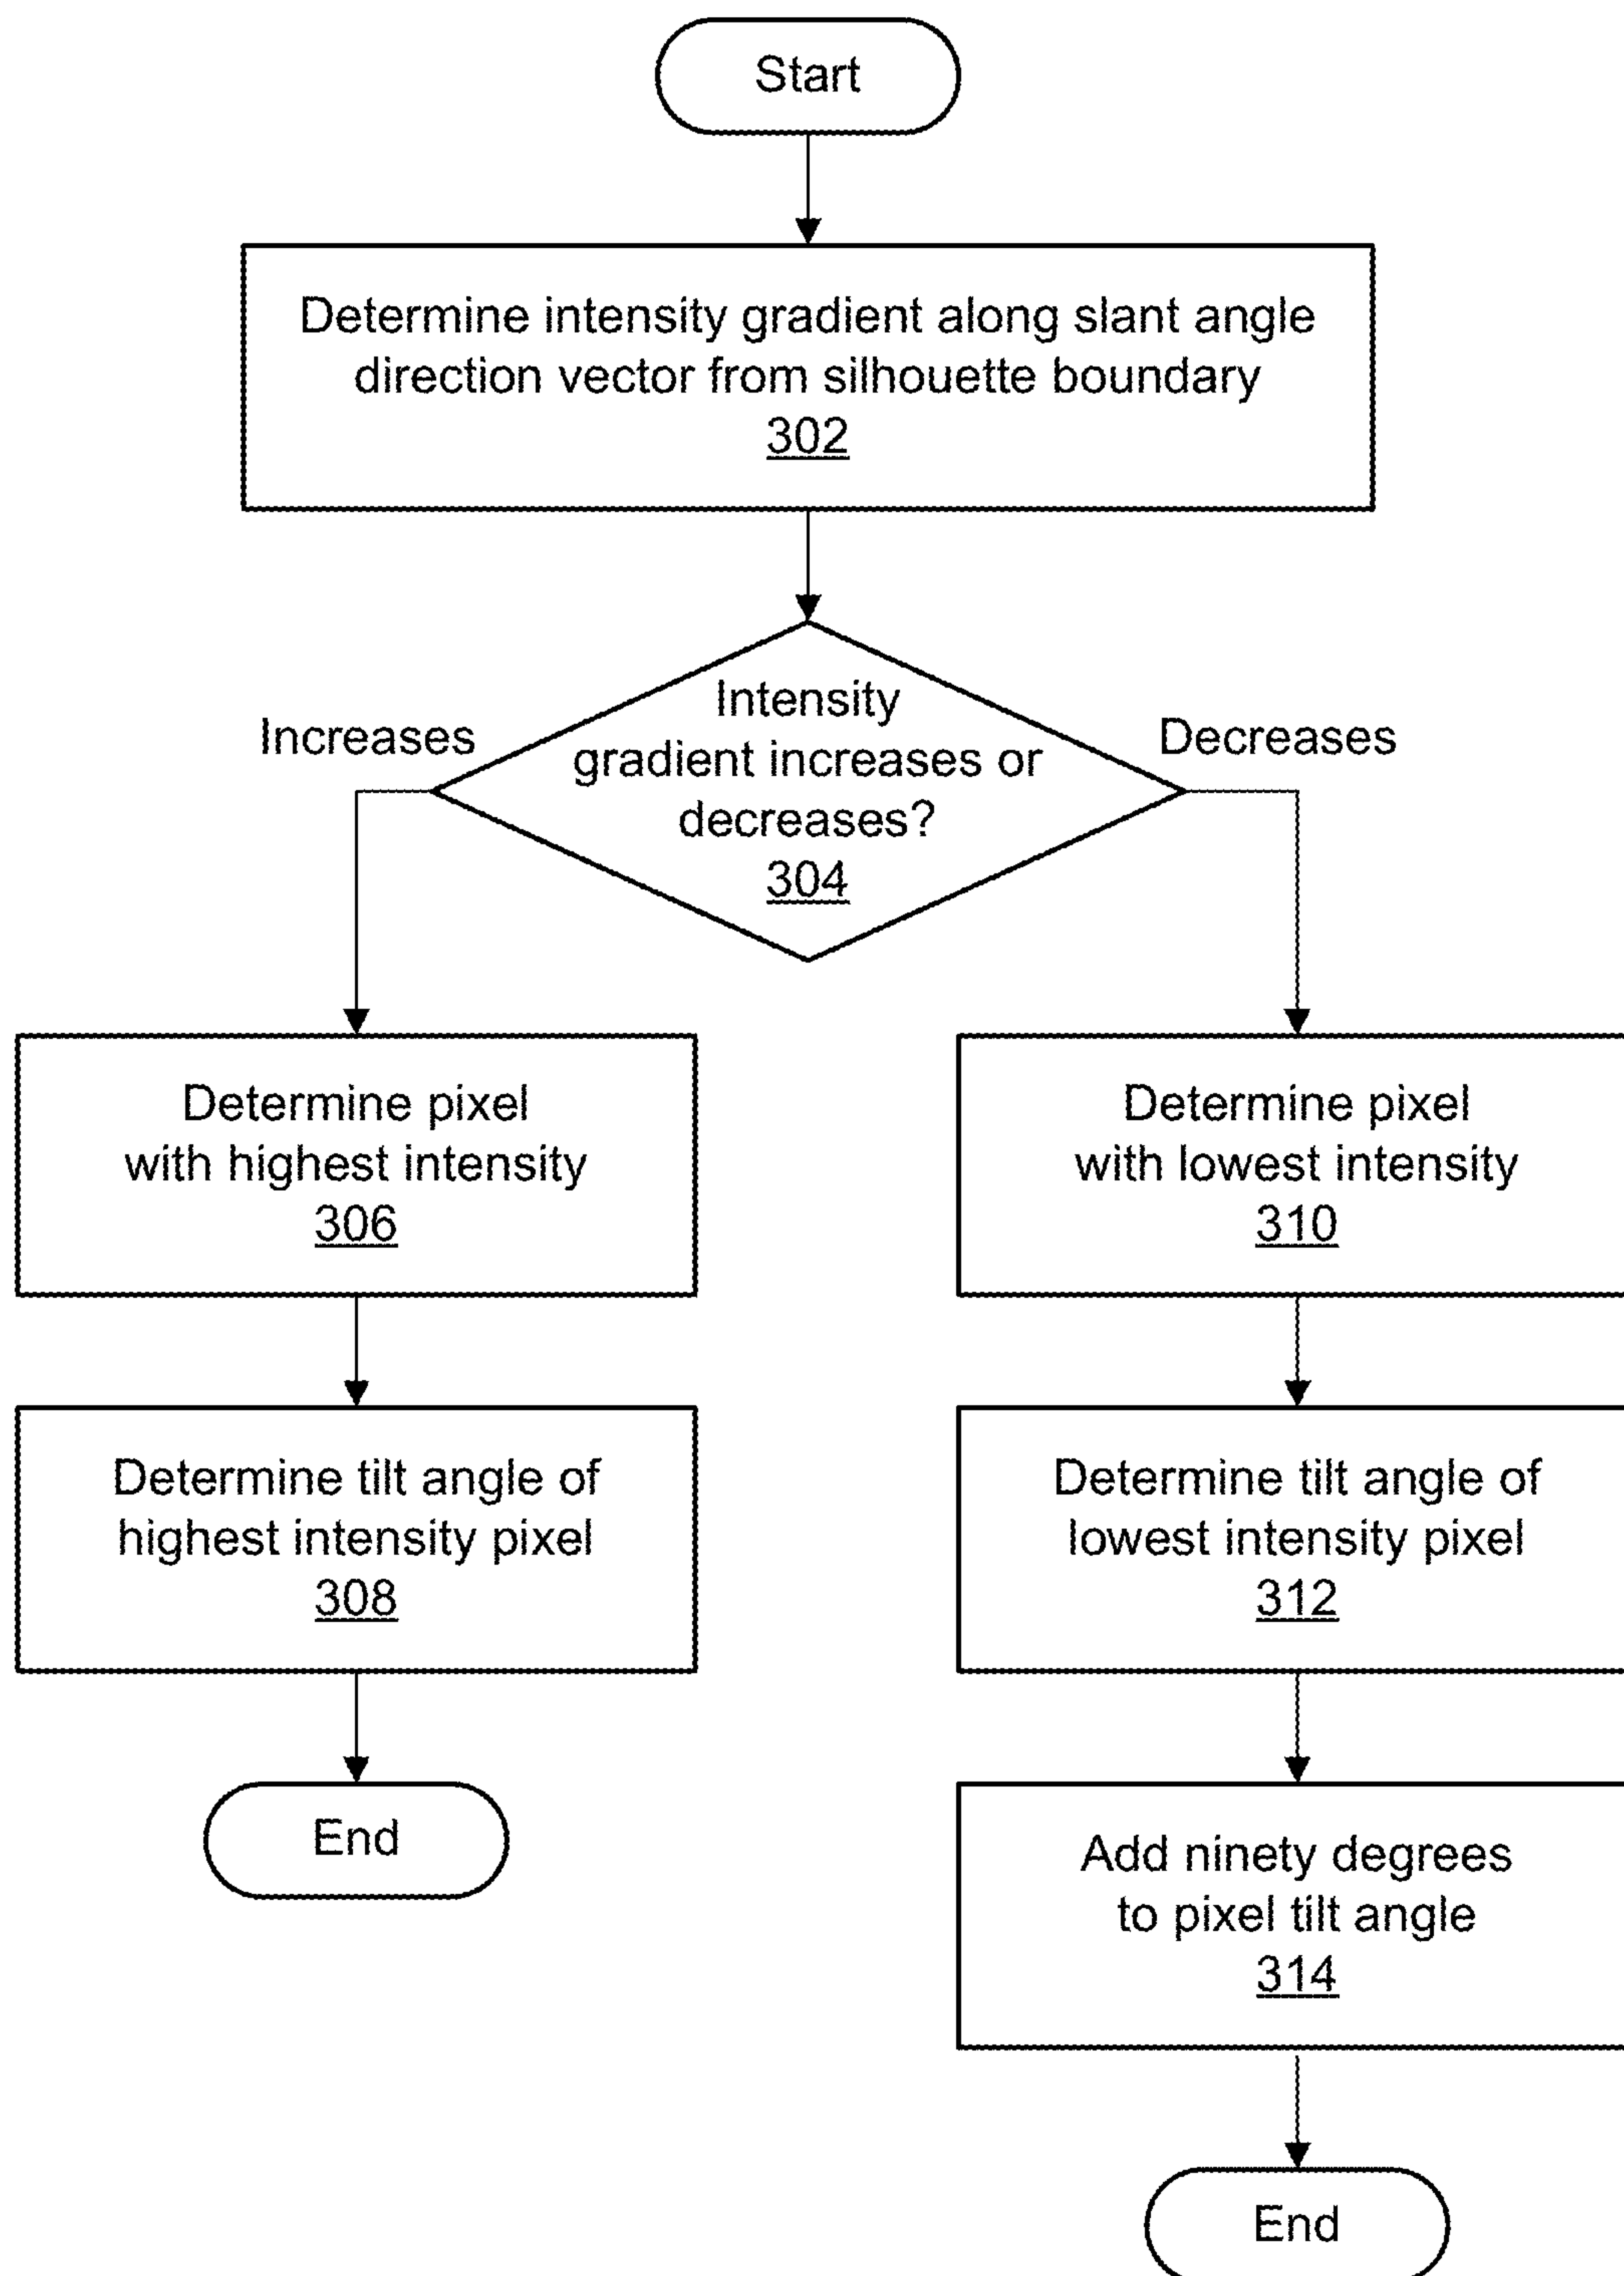 Start
Determine intensity gradient along slant angle
direction vector from silhouette boundary
302
Intensity
gradient increases or
decreases?
304
Increases
Decreases
Determine pixel
with highest intensity
306
Determine tilt angle of
highest intensity pixel
308
End
Determine pixel
with lowest intensity
310
Determine tilt angle of
lowest intensity pixel
312
Add ninety degrees
to pixel tilt angle
314
End